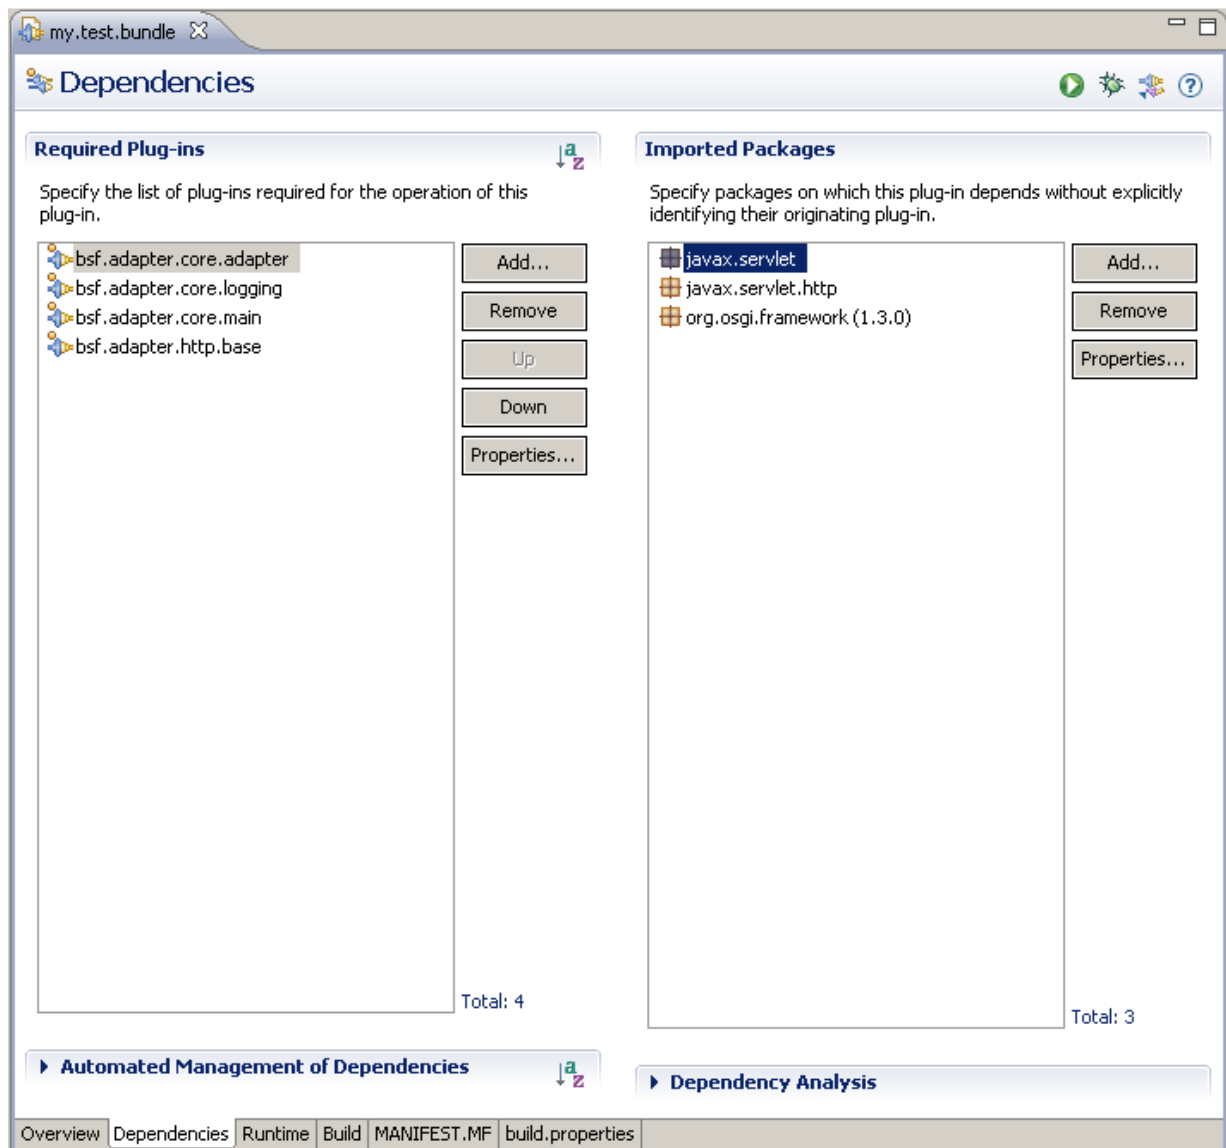 my.test.bundle
Dependencies
Required Plug-ins
Specify the list of plug-ins required for the operation of this
plug-in.
bsf.adapter.core.adapter
bsf.adapter.core.logging
bsf.adapter.core.main
bsf.adapter.http.base
Add...
Remove
Up
Down
Properties...
Total: 4
Automated Management of Dependencies
Imported Packages
Specify packages on which this plug-in depends without explicitly
identifying their originating plug-in.
javax.servlet
javax.servlet.http
org.osgi.framework (1.3.0)
Add...
Remove
Properties...
Total: 3
Dependency Analysis
Overview Dependencies Runtime Build MANIFEST.MF build.properties